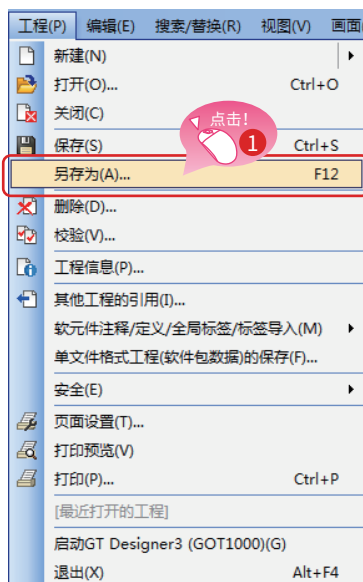 工程(P) 编辑(E) 搜索/替换(R) 视图(V) 画面
新建(N)
打开(O)... Ctrl+O
关闭(C)
点击!
1
保存(S) Ctrl+S
另存为(A)... F12
删除(D)...
校验(V)...
工程信息(P)...
其他工程的引用(I)...
软元件注释/定义/全局标签/标签导入(M)
单文件格式工程(软件包数据)的保存(F)...
安全(E)
页面设置(T)...
打印预览(V)
打印(P)... Ctrl+P
[最近打开的工程]
启动GT Designer3 (GOT1000)(G)
退出(X) Alt+F4